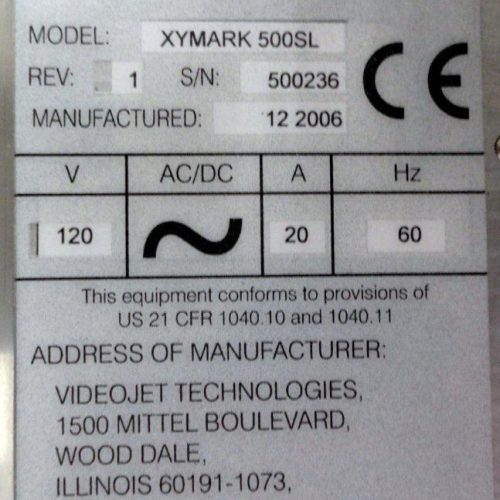 MODEL: XYMARK 500SL
REV: 1 S/N: 500236 CE
MANUFACTURED: 12 2006
V AC/DC A Hz
120 ~ 20 60
This equipment conforms to provisions of
US 21 CFR 1040.10 and 1040.11
ADDRESS OF MANUFACTURER:
VIDEOJET TECHNOLOGIES,
1500 MITTEL BOULEVARD,
WOOD DALE,
ILLINOIS 60191-1073,